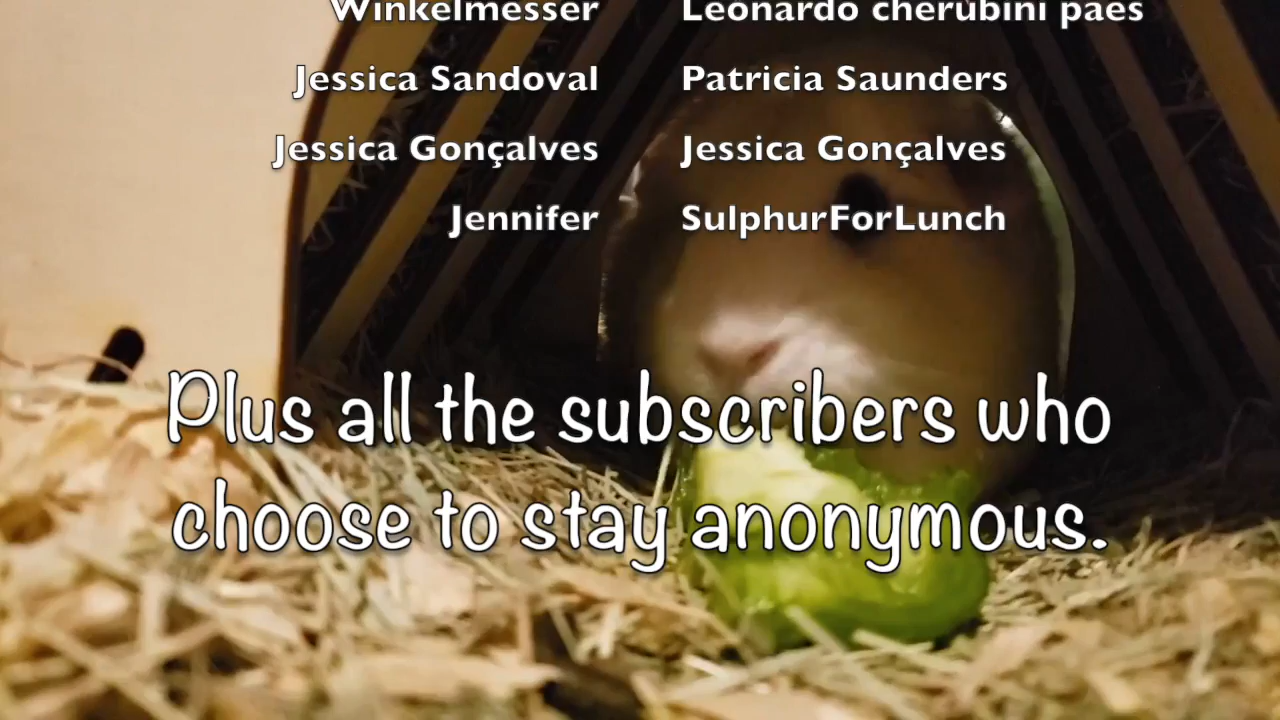 Winkelmesser Leonardo cherubini paes
Jessica Sandoval Patricia Saunders
Jessica Gonçalves Jessica Gonçalves
Jennifer SulphurForLunch
Plus all the subscribers who
choose to stay anonymous.